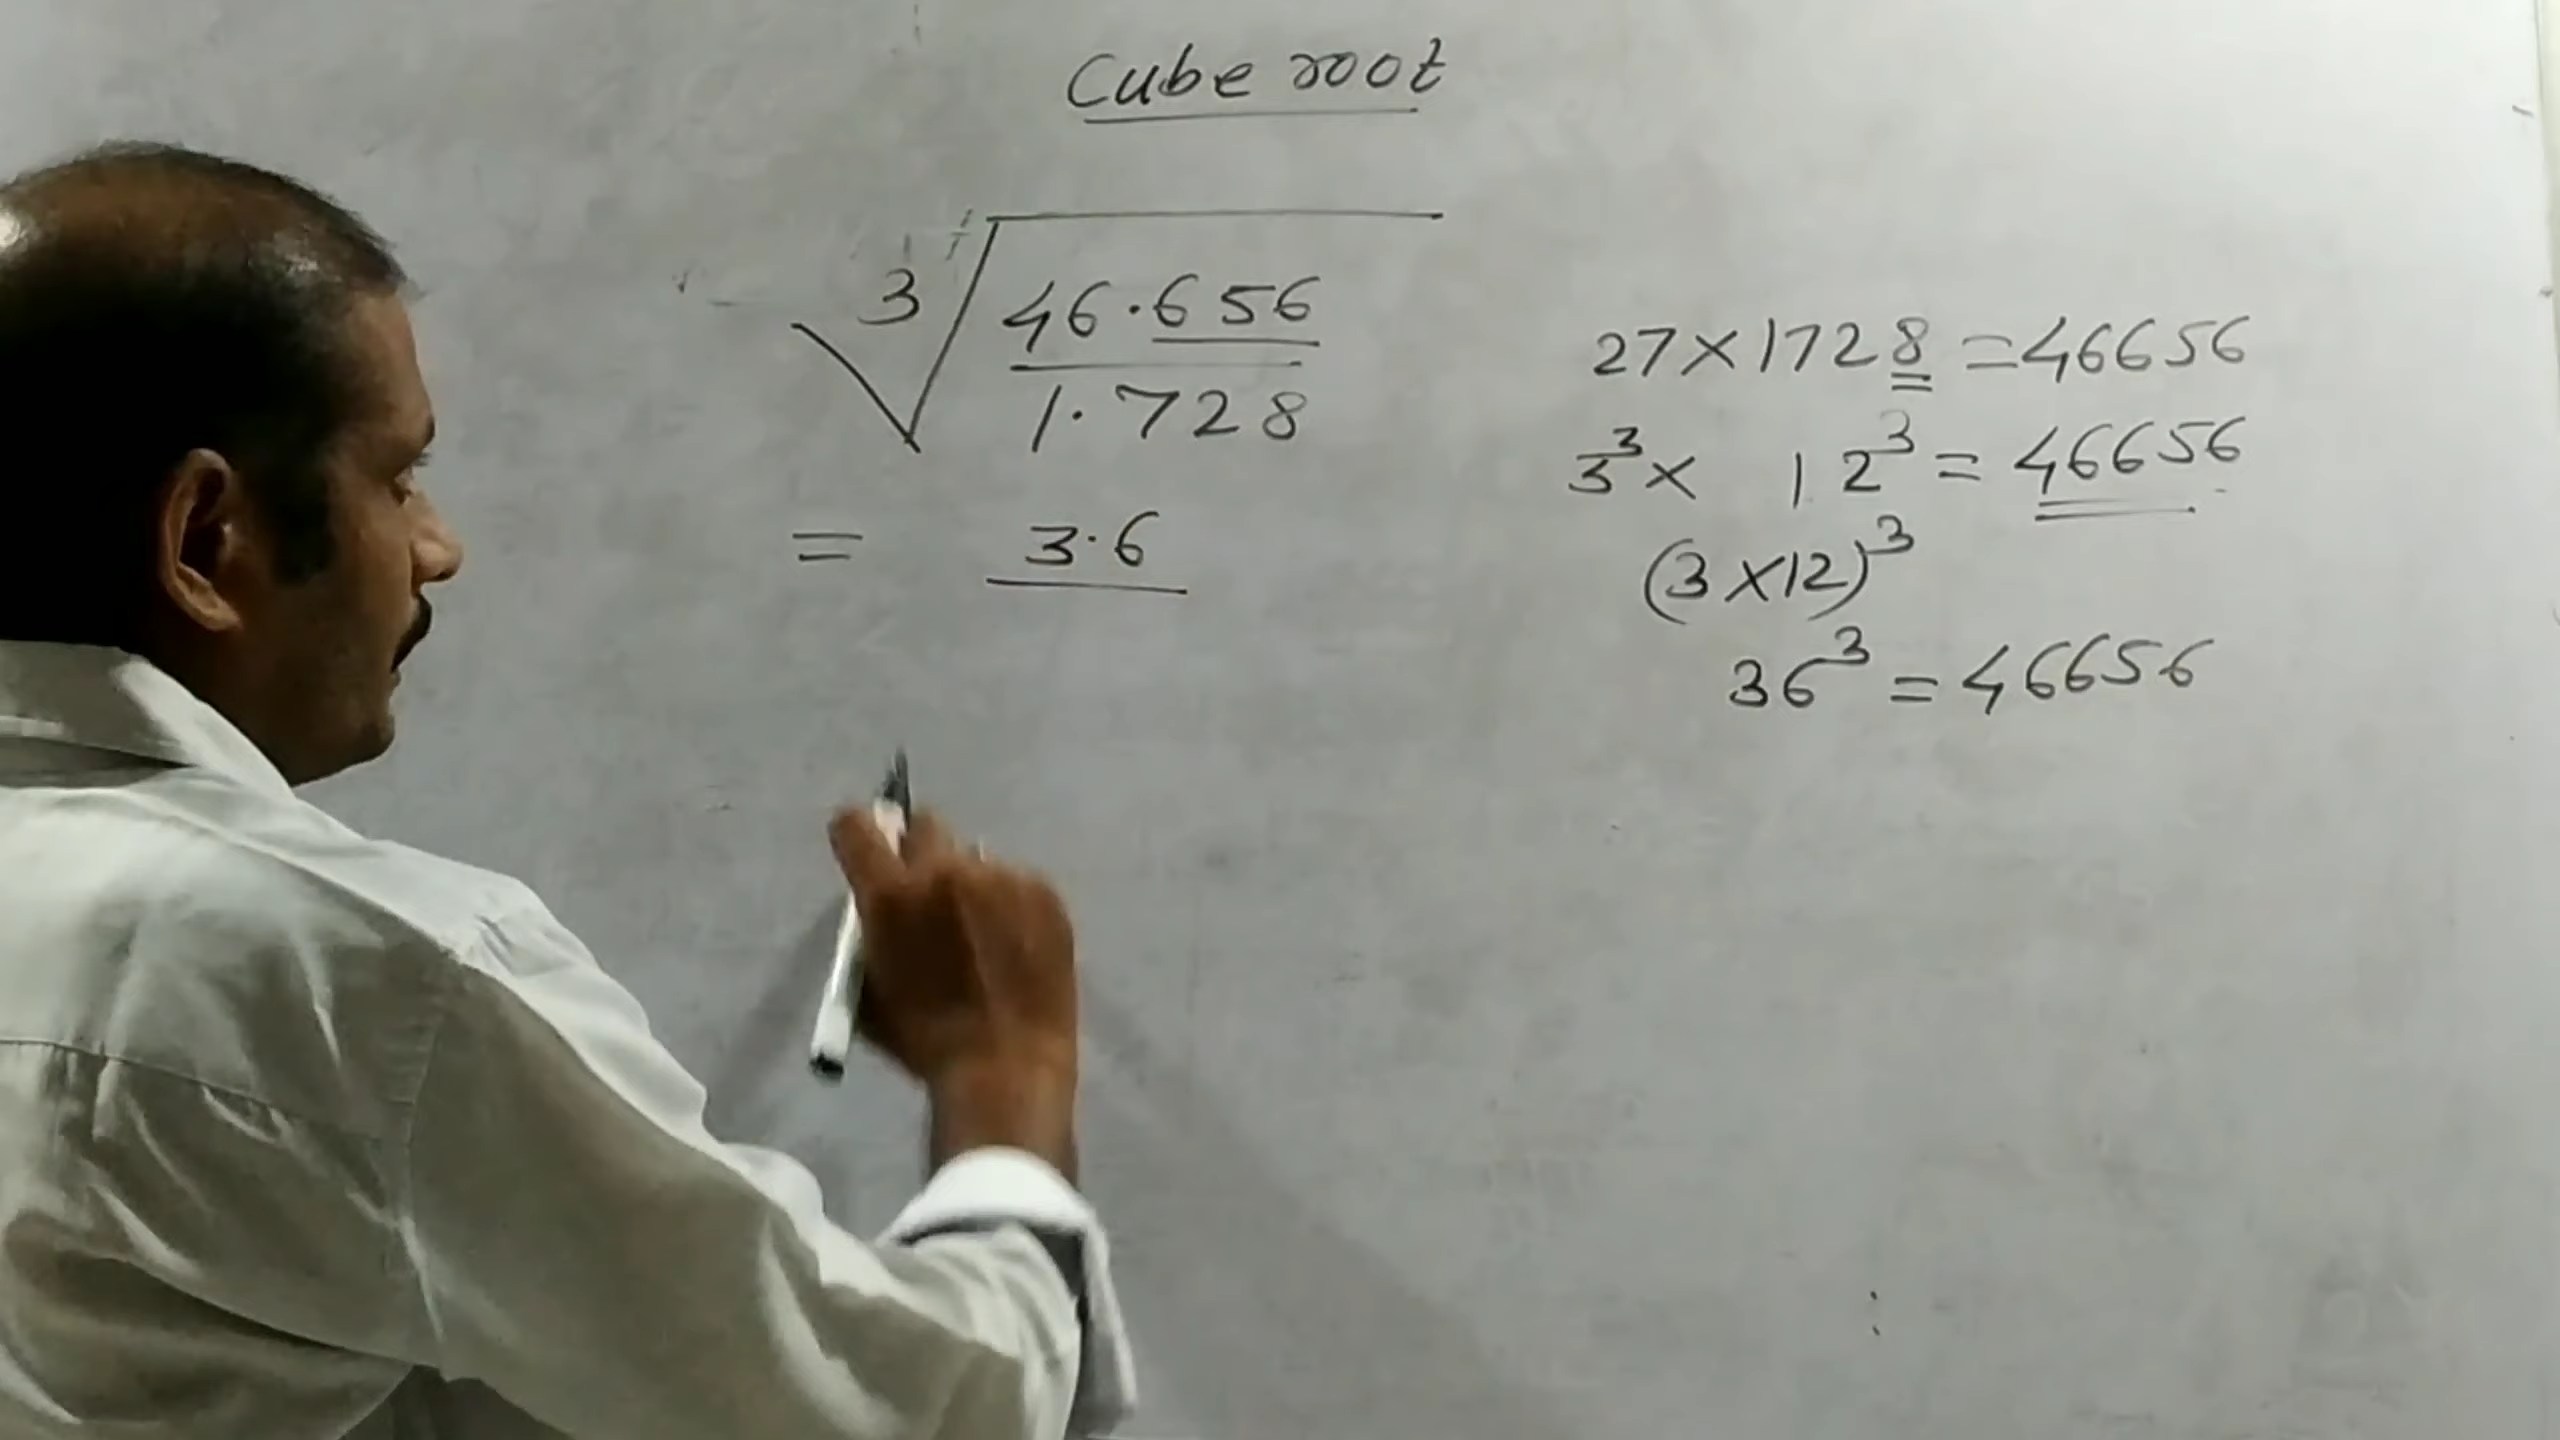 Cube root
3√46.656
1.728
= 3.6
27×1728 = 46656
3³× 12³ = 46656
(3×12)³
36³ = 46656